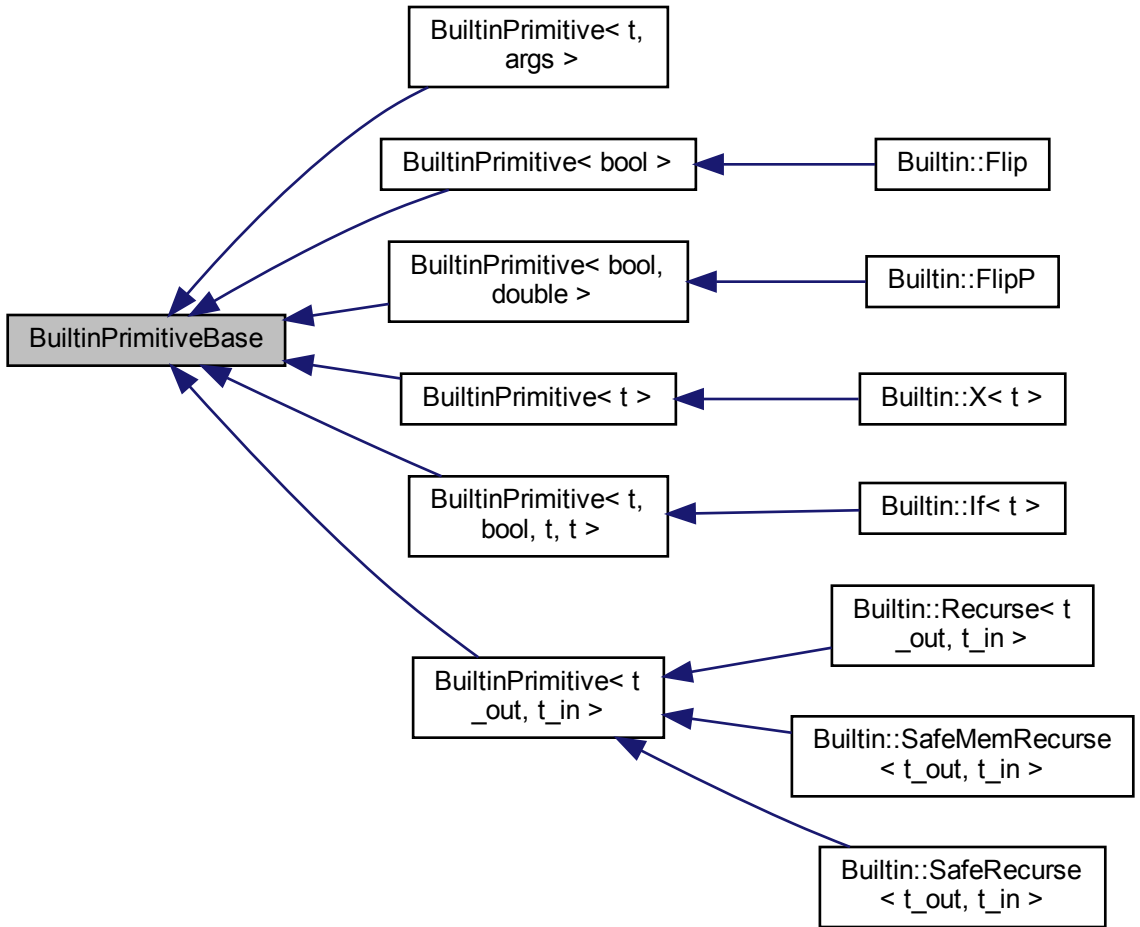 BuiltinPrimitive< t,
args >
BuiltinPrimitive< bool >
Builtin::Flip
BuiltinPrimitive< bool,
double >
Builtin::FlipP
BuiltinPrimitiveBase
BuiltinPrimitive< t >
Builtin::X< t >
BuiltinPrimitive< t,
bool, t, t >
Builtin::If< t >
Builtin::Recurse< t
_out, t_in >
BuiltinPrimitive< t
_out, t_in >
Builtin::SafeMemRecurse
< t_out, t_in >
Builtin::SafeRecurse
< t_out, t_in >